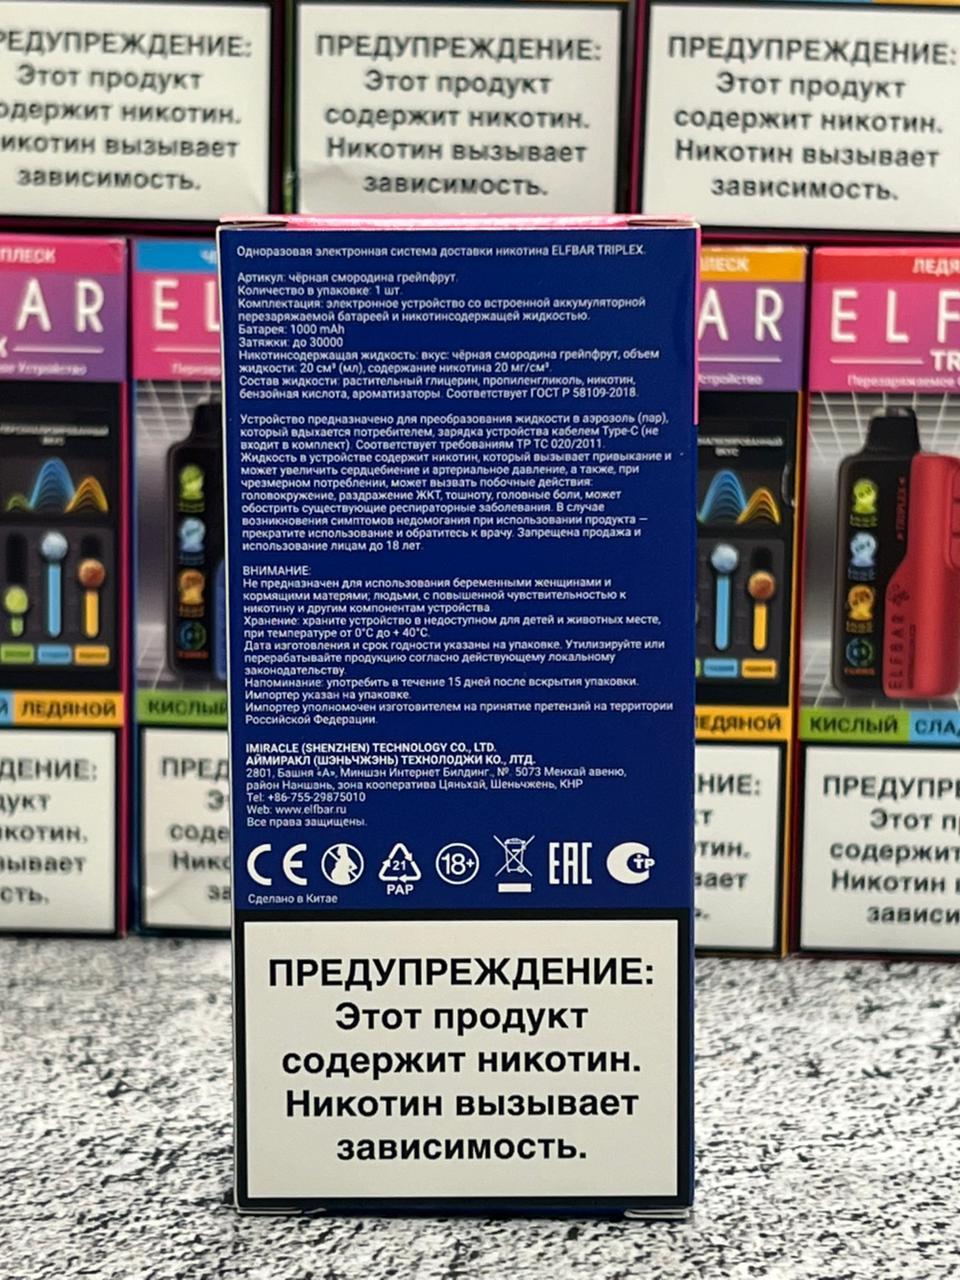 ПРЕДУПРЕЖДЕНИЕ:
Этот продукт
содержит никотин.
Никотин вызывает
зависимость.
ПРЕДУПРЕЖДЕНИЕ:
Этот продукт
содержит никотин.
Никотин вызывает
зависимость.
ПРЕДУПРЕЖДЕНИЕ:
Этот продукт
содержит никотин.
Никотин вызывает
зависимость.
Одноразовая электронная система доставки никотина ELFBAR TRIPLEX.
Артикул: чёрная смородина грейпфрут.
Количество в упаковке: 1 шт.
Комплектация: электронное устройство со встроенной аккумуляторной
перезаряжаемой батареей и никотинсодержащей жидкостью.
Батарея: 1000 mAh
Затяжки: до 30000
Никотинсодержащая жидкость: вкус: чёрная смородина грейпфрут, объем
жидкости: 20 см³ (мл), содержание никотина 20 мг/см³.
Состав жидкости: растительный глицерин, пропиленгликоль, никотин,
бензойная кислота, ароматизаторы. Соответствует ГОСТ Р 58109-2018.
Устройство предназначено для преобразования жидкости в аэрозоль (пар),
который вдыхается потребителем, зарядка устройства кабелем Type-C (не
входит в комплект). Соответствует требованиям ТР ТС 020/2011.
Жидкость в устройстве содержит никотин, который вызывает привыкание и
может увеличить сердцебиение и артериальное давление, а также, при
чрезмерном потреблении, может вызвать побочные действия:
головокружение, раздражение ЖКТ, тошноту, головные боли, может
обострить существующие респираторные заболевания. В случае
возникновения симптомов недомогания при использовании продукта —
прекратите использование и обратитесь к врачу. Запрещена продажа и
использование лицам до 18 лет.
ВНИМАНИЕ:
Не предназначен для использования беременными женщинами и
кормящими матерями; людьми, с повышенной чувствительностью к
никотину и другим компонентам устройства.
Хранение: храните устройство в недоступном для детей и животных месте,
при температуре от 0°C до + 40°C.
Дата изготовления и срок годности указаны на упаковке. Утилизируйте или
перерабатывайте продукцию согласно действующему локальному
законодательству.
Напоминание: употребить в течение 15 дней после вскрытия упаковки.
Импортер указан на упаковке.
Импортер уполномочен изготовителем на принятие претензий на территории
Российской Федерации.
IMIRACLE (SHENZHEN) TECHNOLOGY CO., LTD.
АЙМИРАКЛ (ШЭНЬЧЖЭНЬ) ТЕХНОЛОДЖИ КО., ЛТД.
2801, Башня «А», Миншэн Интернет Билдинг., №. 5073 Менхай авеню,
район Наншань, зона кооператива Цяньхай, Шеньчжень, КНР
Tel: +86-755-29875010
Web: www.elfbar.ru
Все права защищены.
CE 21 PAP 18+ EAC СТР
Сделано в Китае
ПРЕДУПРЕЖДЕНИЕ:
Этот продукт
содержит никотин.
Никотин вызывает
зависимость.
ЛЕДЯНОЙ
КИСЛЫЙ
ЛЕДЯНОЙ
КИСЛЫЙ
ELFBAR
TRIPLEX